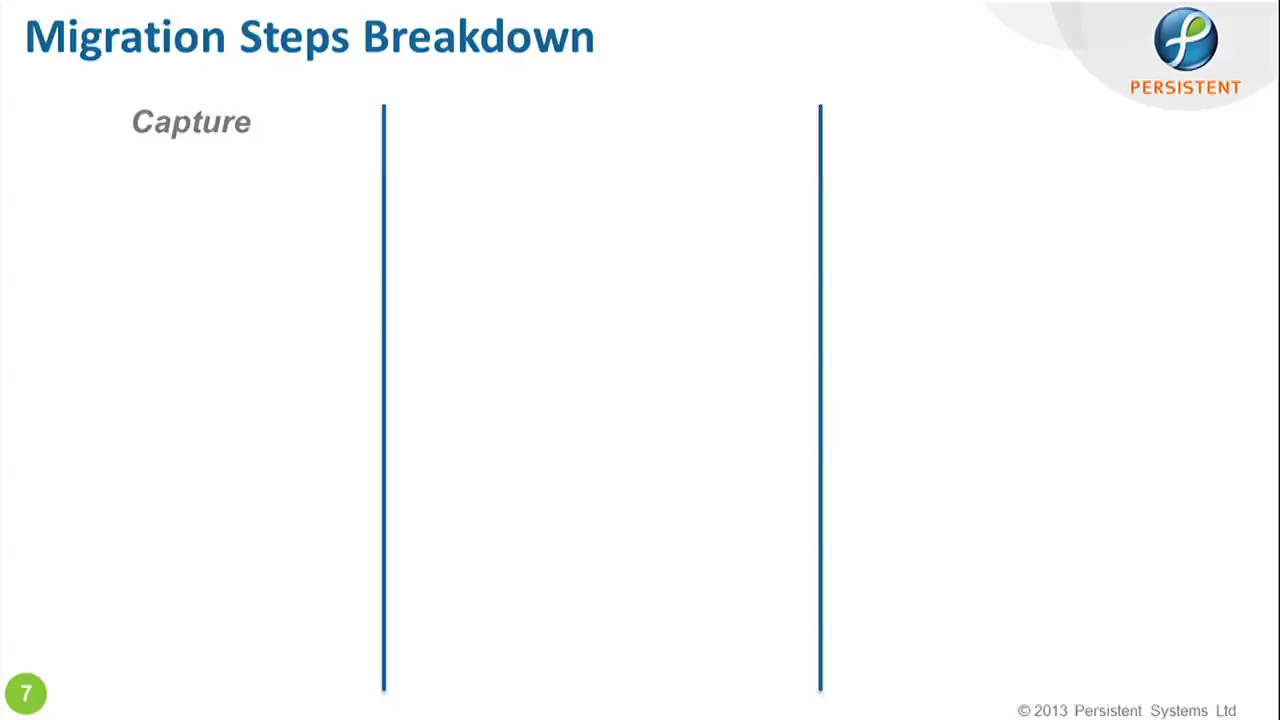 Migration Steps Breakdown
PERSISTENT
Capture
7
© 2013 Persistent Systems Ltd